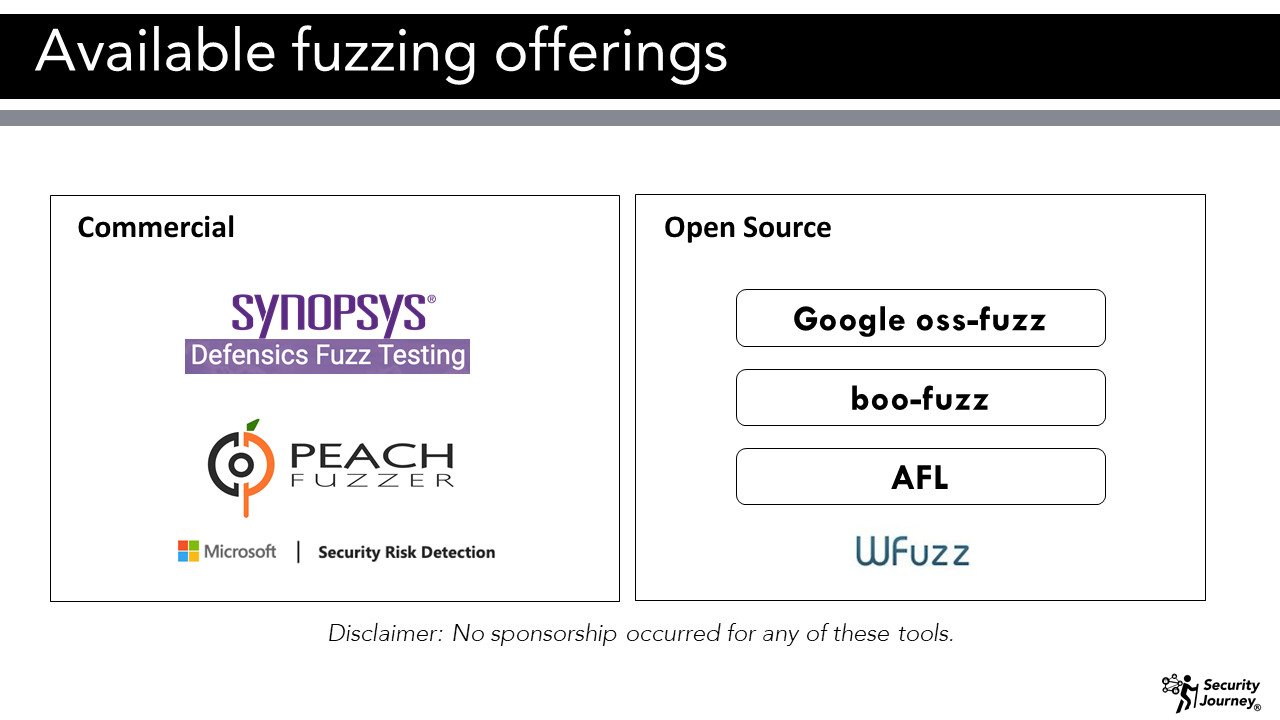 Available fuzzing offerings
Commercial
SYNOPSYS®
Defensics Fuzz Testing
PEACH
FUZZER
Microsoft | Security Risk Detection
Open Source
Google oss-fuzz
boo-fuzz
AFL
WFuzz
Disclaimer: No sponsorship occurred for any of these tools.
Security
Journey®